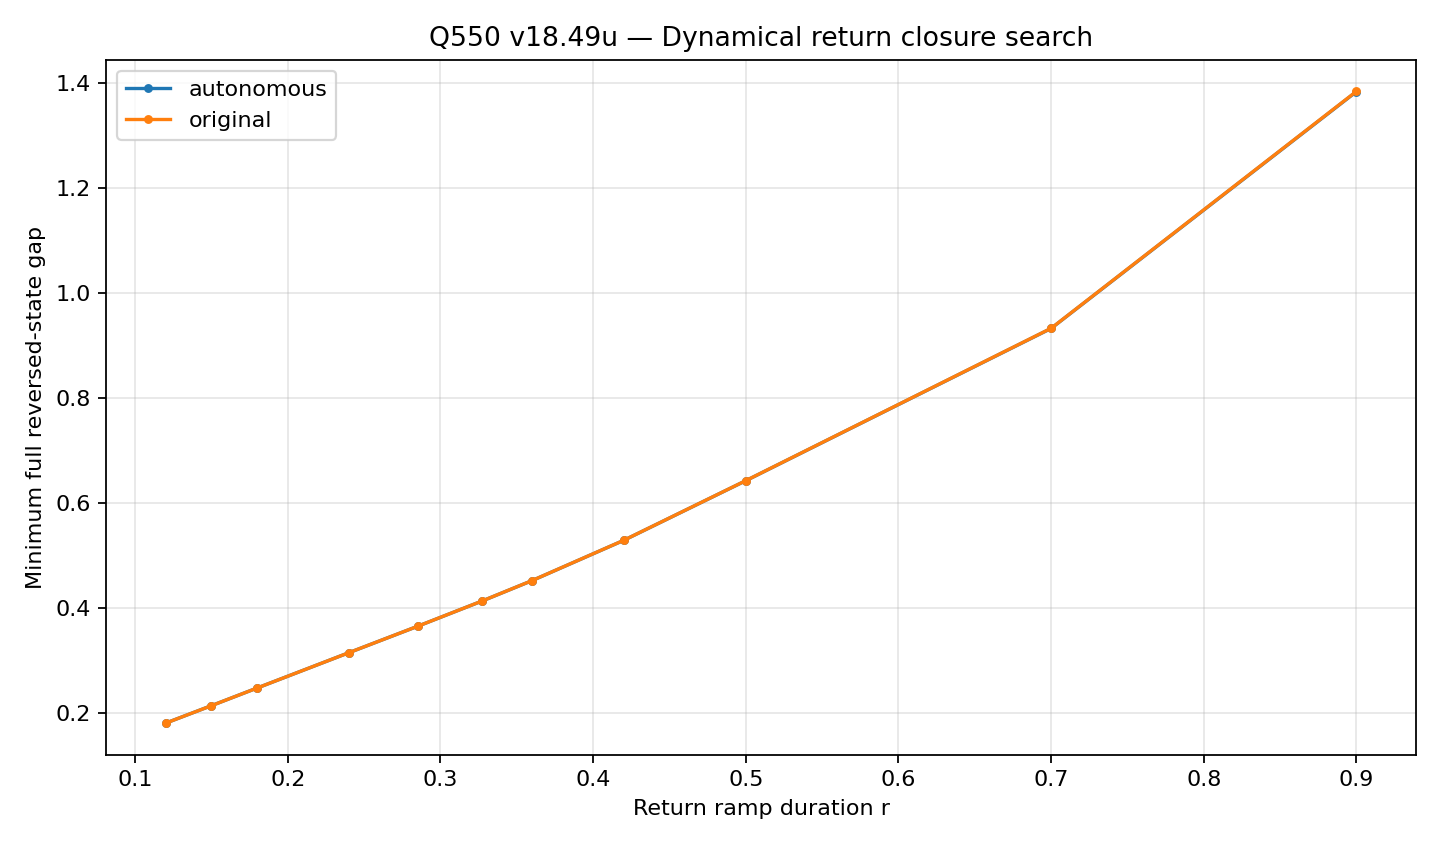 Q550 v18.49u — Dynamical return closure search
autonomous
original
Minimum full reversed-state gap
1.4
1.2
1.0
0.8
0.6
0.4
0.2
0.1 0.2 0.3 0.4 0.5 0.6 0.7 0.8 0.9
Return ramp duration r